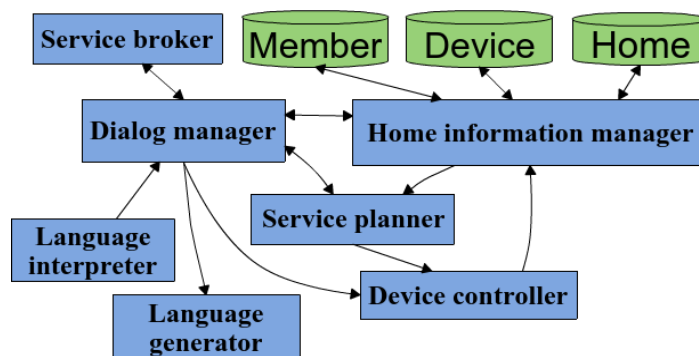 Service broker
Member
Device
Home
Dialog manager
Home information manager
Service planner
Language
interpreter
Device controller
Language
generator